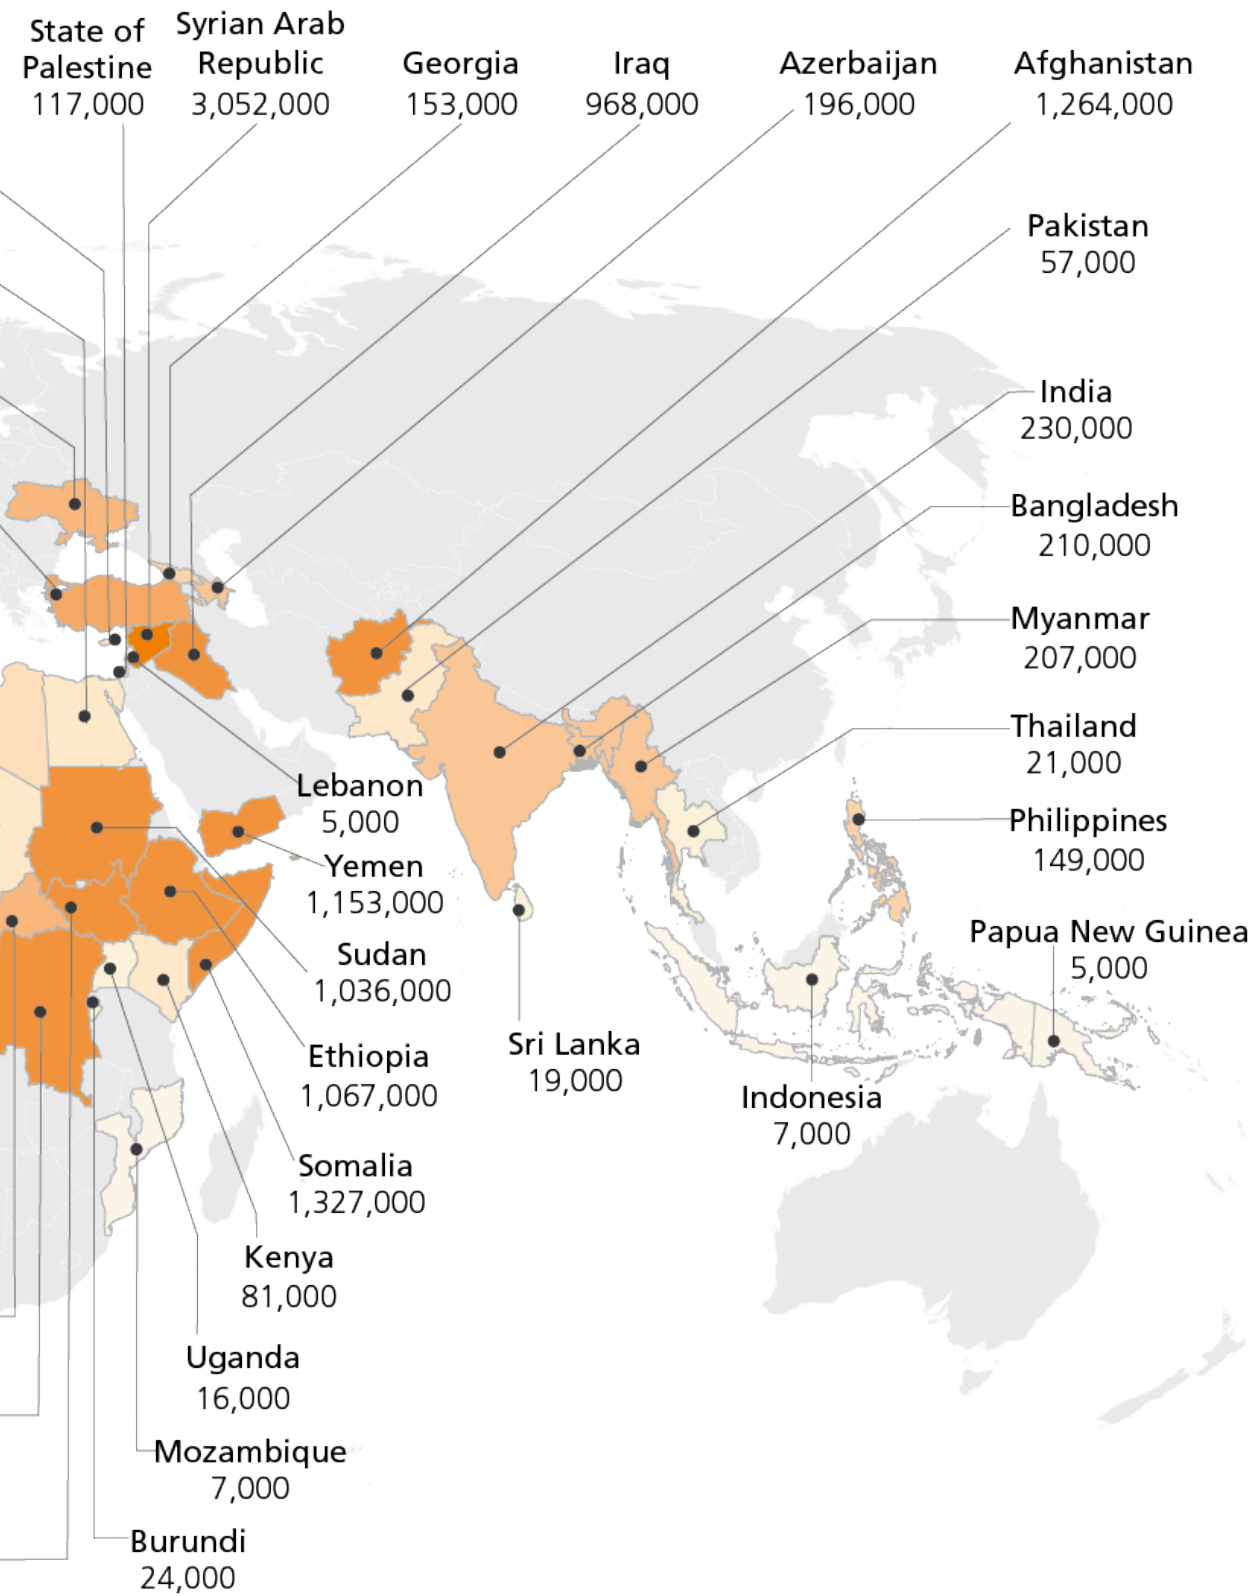 State of
Palestine
117,000
Syrian Arab
Republic
3,052,000
Georgia
153,000
Iraq
968,000
Azerbaijan
196,000
Afghanistan
1,264,000
Pakistan
57,000
India
230,000
Bangladesh
210,000
Myanmar
207,000
Thailand
21,000
Philippines
149,000
Papua New Guinea
5,000
Lebanon
5,000
Yemen
1,153,000
Sudan
1,036,000
Ethiopia
1,067,000
Somalia
1,327,000
Sri Lanka
19,000
Indonesia
7,000
Kenya
81,000
Uganda
16,000
Mozambique
7,000
Burundi
24,000